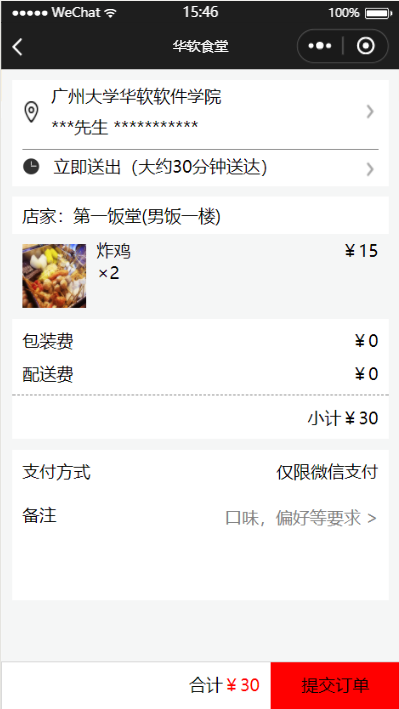 ●●●●● WeChat 15:46 100%
华软食堂
广州大学华软软件学院
***先生 ***********
立即送出（大约30分钟送达）
店家：第一饭堂(男饭一楼)
炸鸡 ￥15
×2
包装费 ￥0
配送费 ￥0
小计￥30
支付方式 仅限微信支付
备注 口味，偏好等要求 >
合计￥30 提交订单